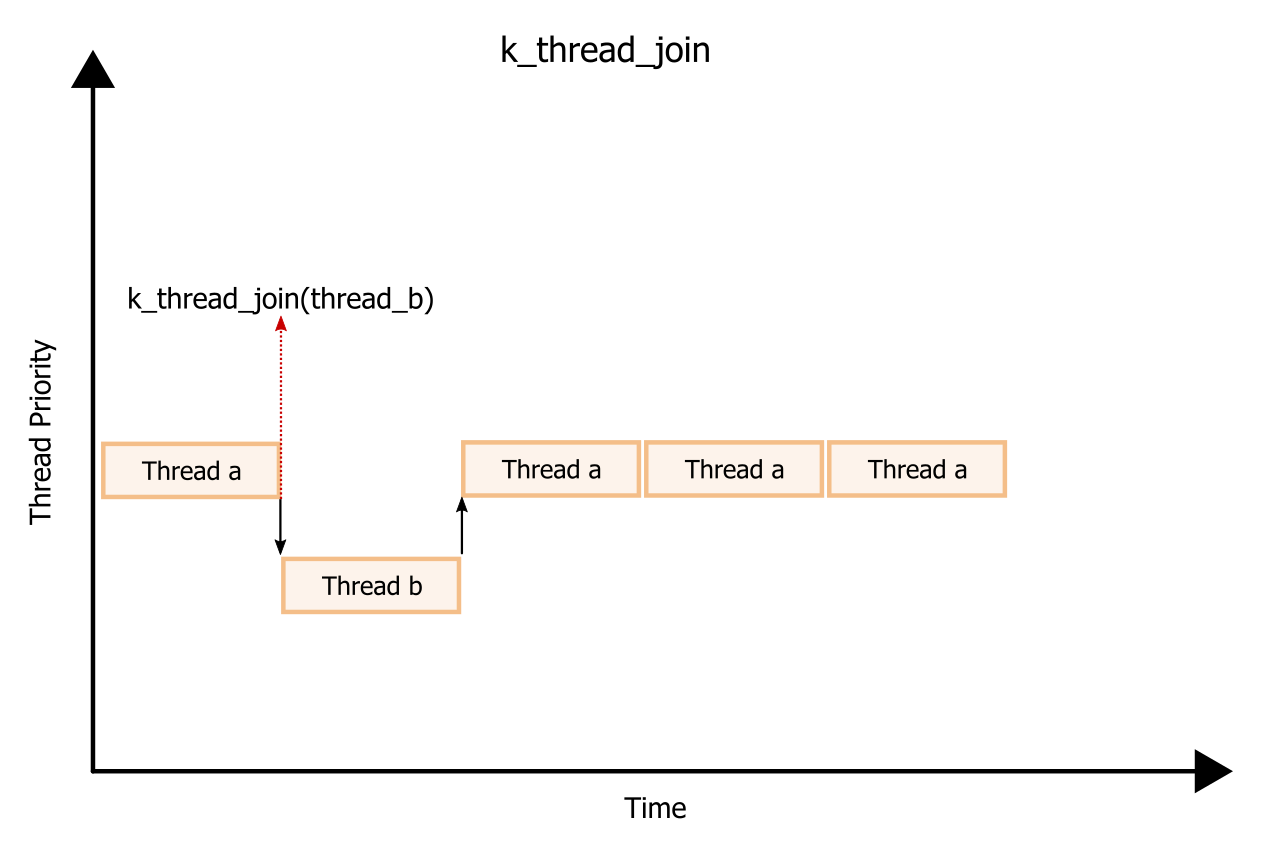 k_thread_join
k_thread_join(thread_b)
Thread Priority
Thread a
Thread a
Thread a
Thread a
Thread b
Time